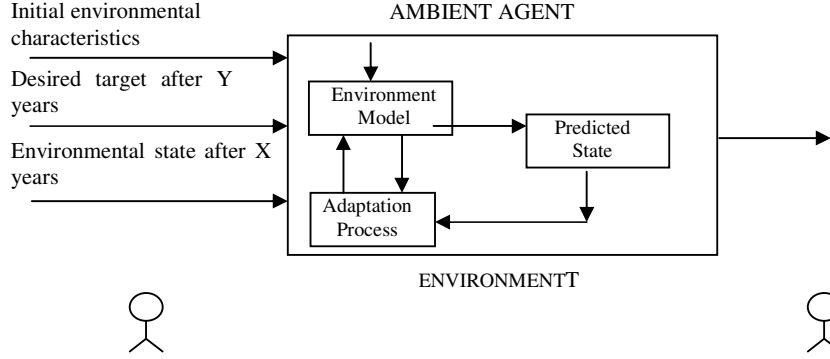 Initial environmental
characteristics
Desired target after Y
years
Environmental state after X
years
AMBIENT AGENT
Environment
Model
Predicted
State
Adaptation
Process
ENVIRONMENTT